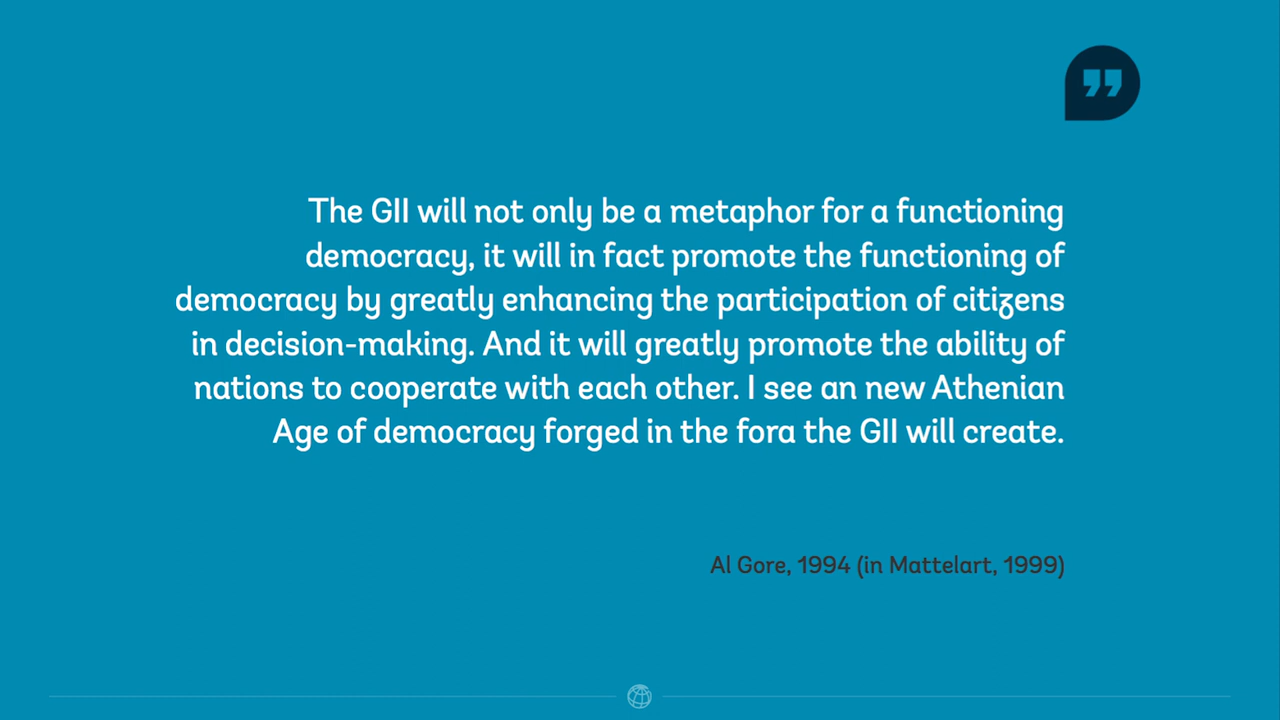 ”
The GII will not only be a metaphor for a functioning
democracy, it will in fact promote the functioning of
democracy by greatly enhancing the participation of citizens
in decision-making. And it will greatly promote the ability of
nations to cooperate with each other. I see an new Athenian
Age of democracy forged in the fora the GII will create.
Al Gore, 1994 (in Mattelart, 1999)